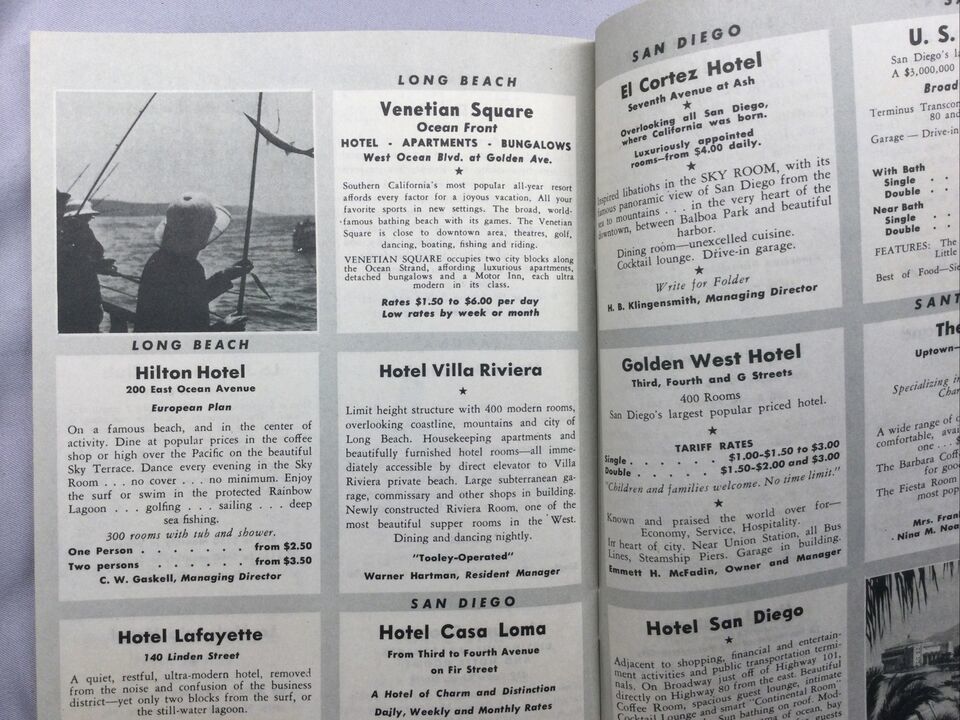 LONG BEACH
Venetian Square
Ocean Front
HOTEL - APARTMENTS - BUNGALOWS
West Ocean Blvd. at Golden Ave.
Southern California's most popular all-year resort
affords every factor for a joyous vacation. All your
favorite sports in new settings. The broad, world-
famous bathing beach with its games. The Venetian
Square is close to downtown area, theatres, golf,
dancing, boating, fishing and riding.
VENETIAN SQUARE occupies two city blocks along
the Ocean Strand, affording luxurious apartments,
detached bungalows and a Motor Inn, each ultra
modern in its class.
Rates $1.50 to $6.00 per day
Low rates by week or month
LONG BEACH
Hilton Hotel
200 East Ocean Avenue
European Plan
On a famous beach, and in the center of
activity. Dine at popular prices in the coffee
shop or high over the Pacific on the beautiful
Sky Terrace. Dance every evening in the Sky
Room . . . no cover . . . no minimum. Enjoy
the surf or swim in the protected Rainbow
Lagoon . . . golfing . . . sailing . . . deep
sea fishing.
300 rooms with tub and shower.
One Person . . . . . . . from $2.50
Two persons . . . . . . . from $3.50
C. W. Gaskell, Managing Director
Hotel Villa Riviera
Limit height structure with 400 modern rooms,
overlooking coastline, mountains and city of
Long Beach. Housekeeping apartments and
beautifully furnished hotel rooms—all imme-
diately accessible by direct elevator to Villa
Riviera private beach. Large subterranean ga-
rage, commissary and other shops in building.
Newly constructed Riviera Room, one of the
most beautiful supper rooms in the West.
Dining and dancing nightly.
"Tooley-Operated"
Warner Hartman, Resident Manager
Hotel Lafayette
140 Linden Street
A quiet, restful, ultra-modern hotel, removed
from the noise and confusion of the business
district—yet only two blocks from the surf, or
the still-water lagoon.
SAN DIEGO
Hotel Casa Loma
From Third to Fourth Avenue
on Fir Street
A Hotel of Charm and Distinction
Daily, Weekly and Monthly Rates
SAN DIEGO
El Cortez Hotel
Seventh Avenue at Ash
Overlooking all San Diego,
where California was born.
Luxuriously appointed
rooms—from $4.00 daily.
libations in the SKY ROOM, with its
famous panoramic view of San Diego from the
to mountains . . . in the very heart of the
downtown, between Balboa Park and beautiful
harbor.
Dining room—unexcelled cuisine.
Cocktail lounge. Drive-in garage.
Write for Folder
H. B. Klingensmith, Managing Director
Golden West Hotel
Third, Fourth and G Streets
400 Rooms
San Diego's largest popular priced hotel.
TARIFF RATES
Single . . . . . . . $1.00-$1.50 to $3.00
Double . . . . . . . $1.50-$2.00 and $3.00
"Children and families welcome. No time limit."
Known and praised the world over for—
Economy, Service, Hospitality.
In heart of city. Near Union Station, all Bus
Lines, Steamship Piers. Garage in building.
Emmett H. McFadin, Owner and Manager
Hotel San Diego
Adjacent to shopping, financial and entertain-
ment activities and public transportation termi-
nals. On Broadway just off of Highway 101,
directly on Highway 80 from the east. Beautiful
Coffee Room, spacious guest lounge, intimate
Cocktail Lounge and smart "Continental Room"
Sun bathing on roof. Mod-
of ocean, bay
guests
U. S.
San Diego's
A $3,000,000
Broad
Terminus Transcon
80 and
Garage — Drive-in
With Bath
Single . .
Double . .
Near Bath
Single . .
Double . .
FEATURES: The
Little
Best of Food—
SANT
The
Uptown—
Specializing in
A wide range of
comfortable,
one
The Barbara Coff
for good
The Fiesta Room
most pop
Mrs. Fran
Nina M.